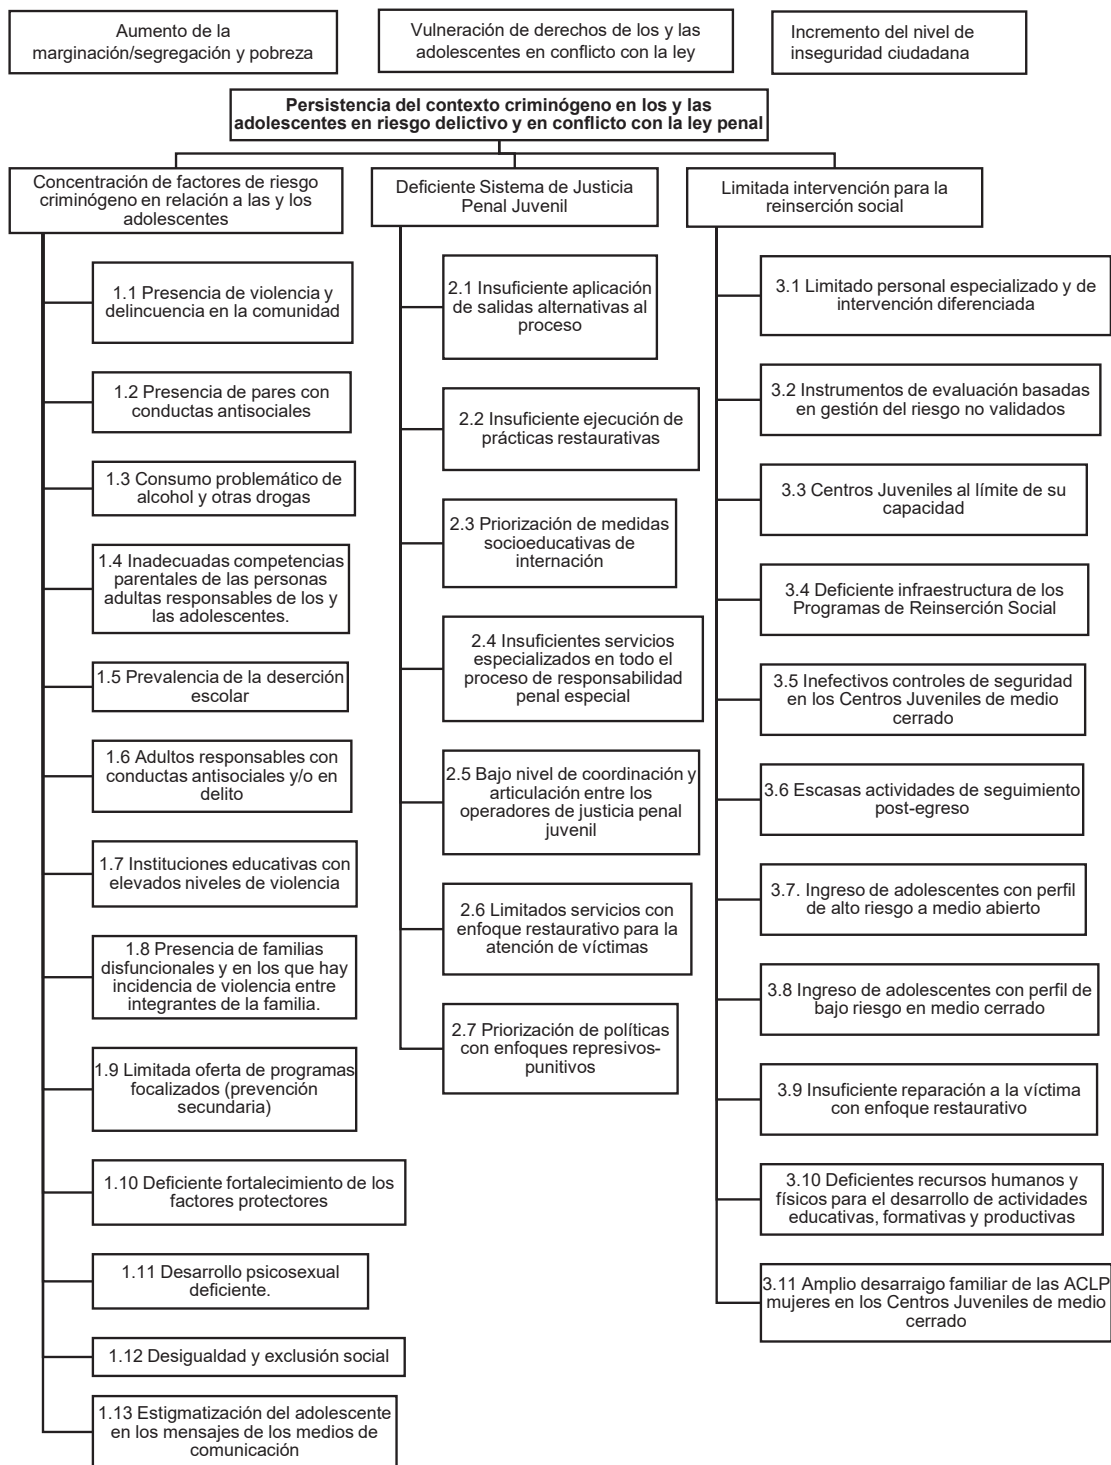 Aumento de la
marginación/segregación y pobreza
Vulneración de derechos de los y las
adolescentes en conflicto con la ley
Incremento del nivel de
inseguridad ciudadana
Persistencia del contexto criminógeno en los y las
adolescentes en riesgo delictivo y en conflicto con la ley penal
Concentración de factores de riesgo
criminógeno en relación a las y los
adolescentes
1.1 Presencia de violencia y
delincuencia en la comunidad
1.2 Presencia de pares con
conductas antisociales
1.3 Consumo problemático de
alcohol y otras drogas
1.4 Inadecuadas competencias
parentales de las personas
adultas responsables de los y
las adolescentes.
1.5 Prevalencia de la deserción
escolar
1.6 Adultos responsables con
conductas antisociales y/o en
delito
1.7 Instituciones educativas con
elevados niveles de violencia
1.8 Presencia de familias
disfuncionales y en los que hay
incidencia de violencia entre
integrantes de la familia.
1.9 Limitada oferta de programas
focalizados (prevención
secundaria)
1.10 Deficiente fortalecimiento de los
factores protectores
1.11 Desarrollo psicosexual
deficiente.
1.12 Desigualdad y exclusión social
1.13 Estigmatización del adolescente
en los mensajes de los medios de
comunicación
Deficiente Sistema de Justicia
Penal Juvenil
2.1 Insuficiente aplicación
de salidas alternativas al
proceso
2.2 Insuficiente ejecución de
prácticas restaurativas
2.3 Priorización de medidas
socioeducativas de
internación
2.4 Insuficientes servicios
especializados en todo el
proceso de responsabilidad
penal especial
2.5 Bajo nivel de coordinación y
articulación entre los
operadores de justicia penal
juvenil
2.6 Limitados servicios con
enfoque restaurativo para la
atención de víctimas
2.7 Priorización de políticas
con enfoques represivos-
punitivos
Limitada intervención para la
reinserción social
3.1 Limitado personal especializado y de
intervención diferenciada
3.2 Instrumentos de evaluación basadas
en gestión del riesgo no validados
3.3 Centros Juveniles al límite de su
capacidad
3.4 Deficiente infraestructura de los
Programas de Reinserción Social
3.5 Inefectivos controles de seguridad
en los Centros Juveniles de medio
cerrado
3.6 Escasas actividades de seguimiento
post-egreso
3.7. Ingreso de adolescentes con perfil
de alto riesgo a medio abierto
3.8 Ingreso de adolescentes con perfil de
bajo riesgo en medio cerrado
3.9 Insuficiente reparación a la víctima
con enfoque restaurativo
3.10 Deficientes recursos humanos y
físicos para el desarrollo de actividades
educativas, formativas y productivas
3.11 Amplio desarraigo familiar de las ACLP
mujeres en los Centros Juveniles de medio
cerrado